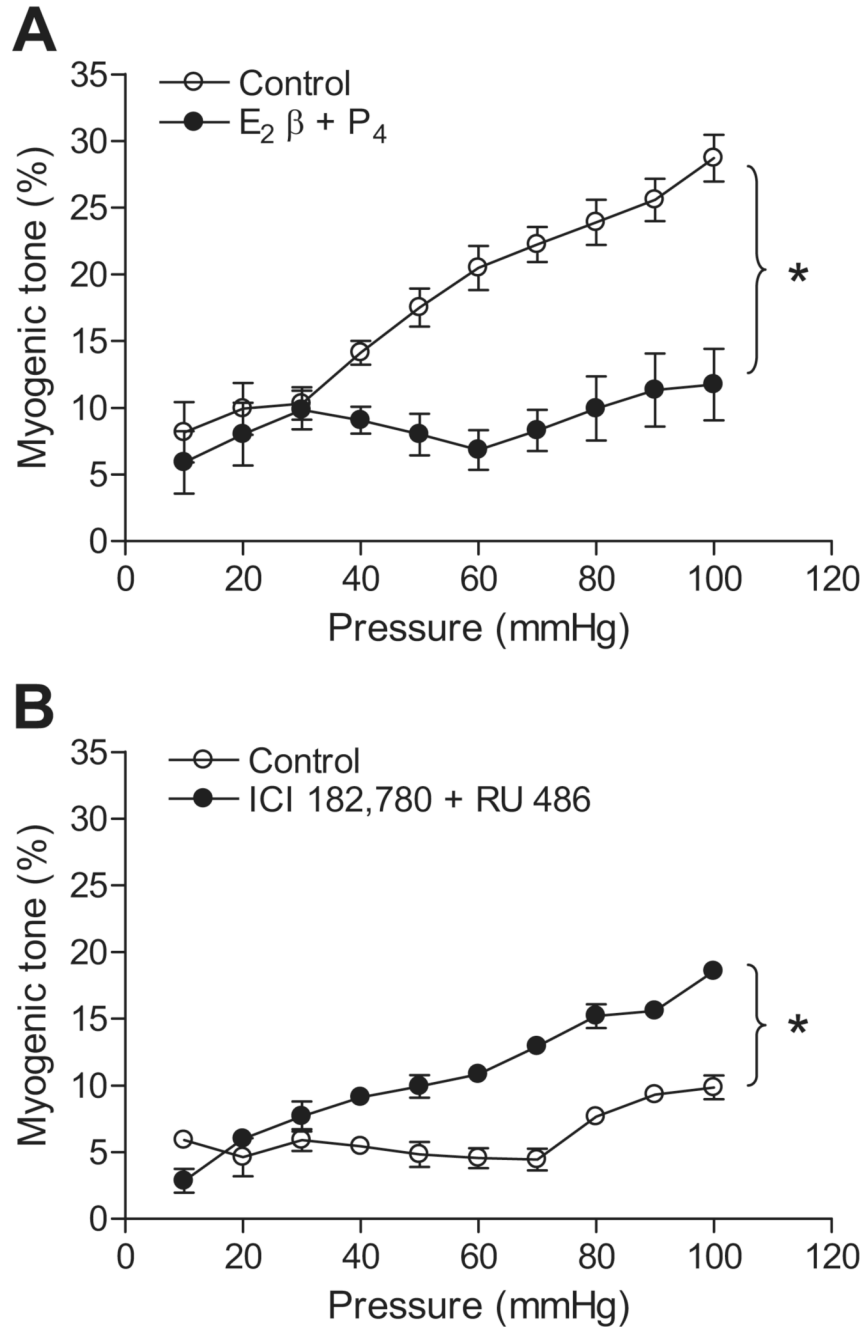 A
Control
E₂ β + P₄
Myogenic tone (%)
35
30
25
20
15
10
5
0
*
0 20 40 60 80 100 120
Pressure (mmHg)
B
Control
ICI 182,780 + RU 486
Myogenic tone (%)
35
30
25
20
15
10
5
0
*
0 20 40 60 80 100 120
Pressure (mmHg)